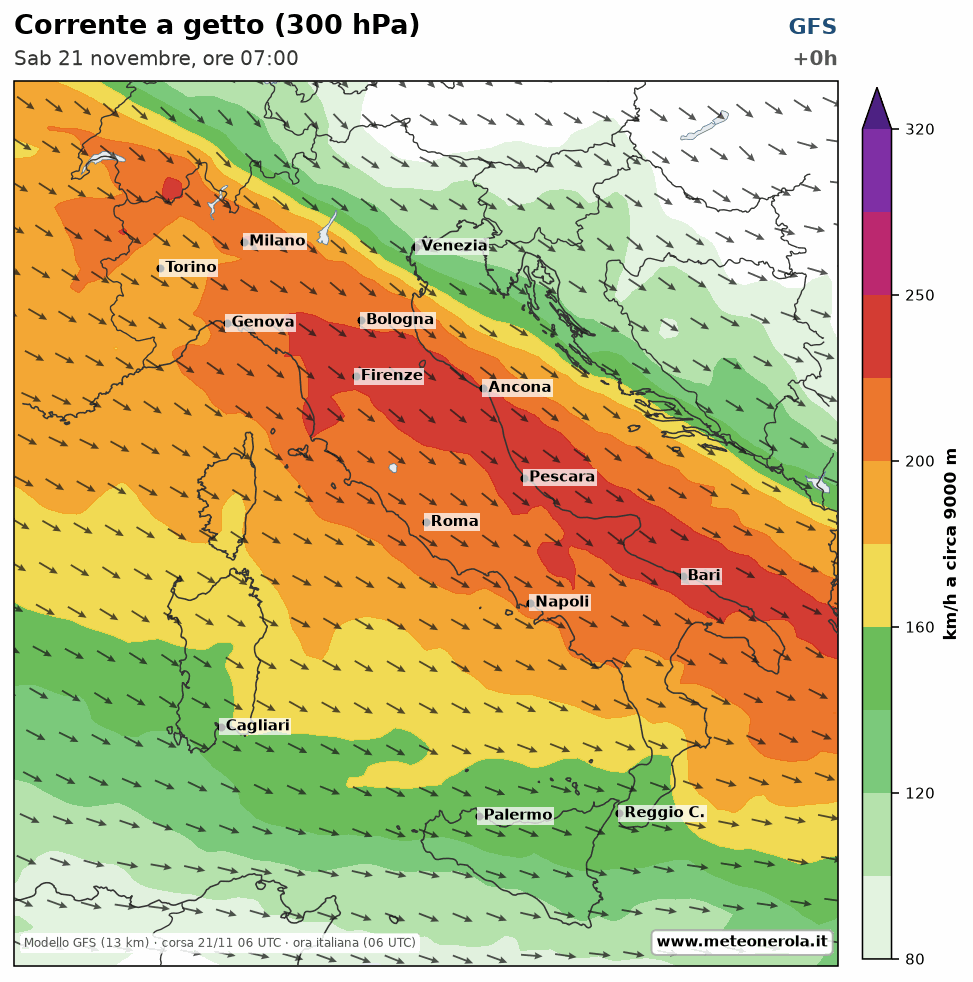 Corrente a getto (300 hPa)
GFS
Sab 21 novembre, ore 07:00
+0h
320
250
200
160
120
80
km/h a circa 9000 m
Milano
Venezia
Torino
Genova
Bologna
Firenze
Ancona
Pescara
Roma
Bari
Napoli
Cagliari
Palermo
Reggio C.
Modello GFS (13 km) · corsa 21/11 06 UTC · ora italiana (06 UTC)
www.meteonerola.it